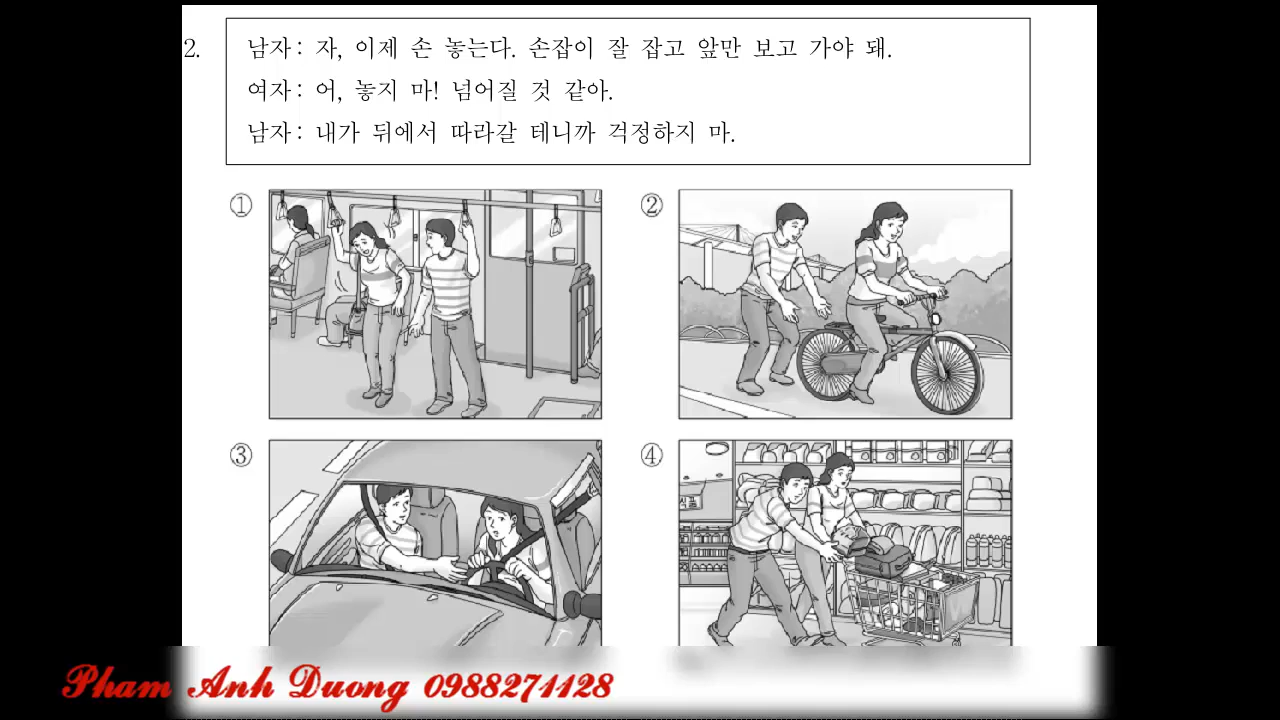 2.
남자: 자, 이제 손 놓는다. 손잡이 잘 잡고 앞만 보고 가야 돼.
여자: 어, 놓지 마! 넘어질 것 같아.
남자: 내가 뒤에서 따라갈 테니까 걱정하지 마.
①
②
③
④
Pham Anh Duong 0988271128